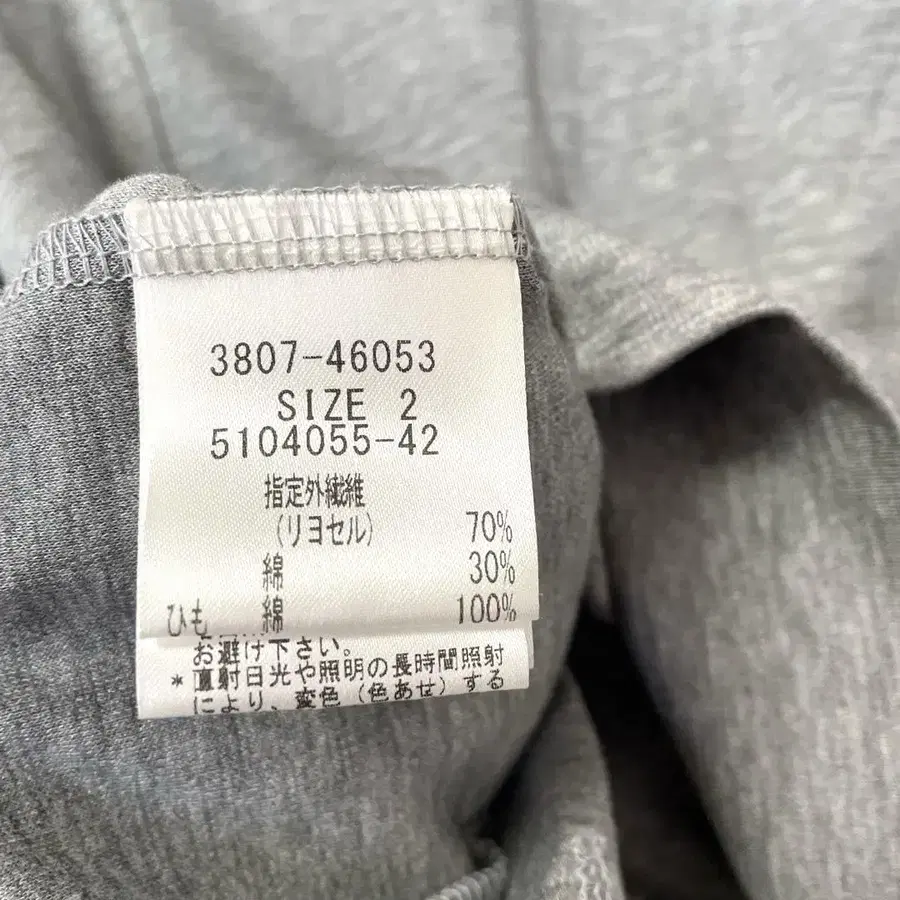 3807-46053
SIZE 2
5104055-42
指定外繊維
(リヨセル) 70%
綿 30%
ひも 綿 100%
お避け下さい。
*直射日光や照明の長時間照射
により、変色(色あせ)する